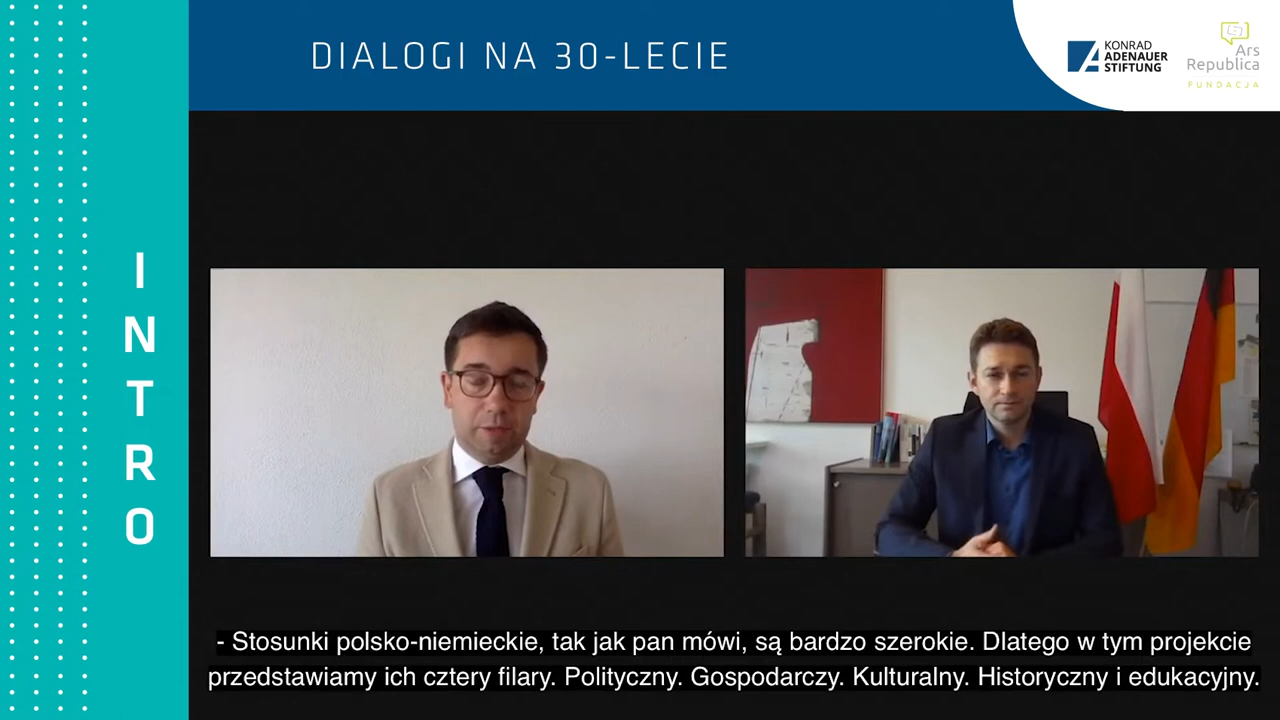 DIALOGI NA 30-LECIE
KONRAD
ADENAUER
STIFTUNG
Ars
Republica
FUNDACJA
INTRO
- Stosunki polsko-niemieckie, tak jak pan mówi, są bardzo szerokie. Dlatego w tym projekcie
przedstawiamy ich cztery filary. Polityczny. Gospodarczy. Kulturalny. Historyczny i edukacyjny.